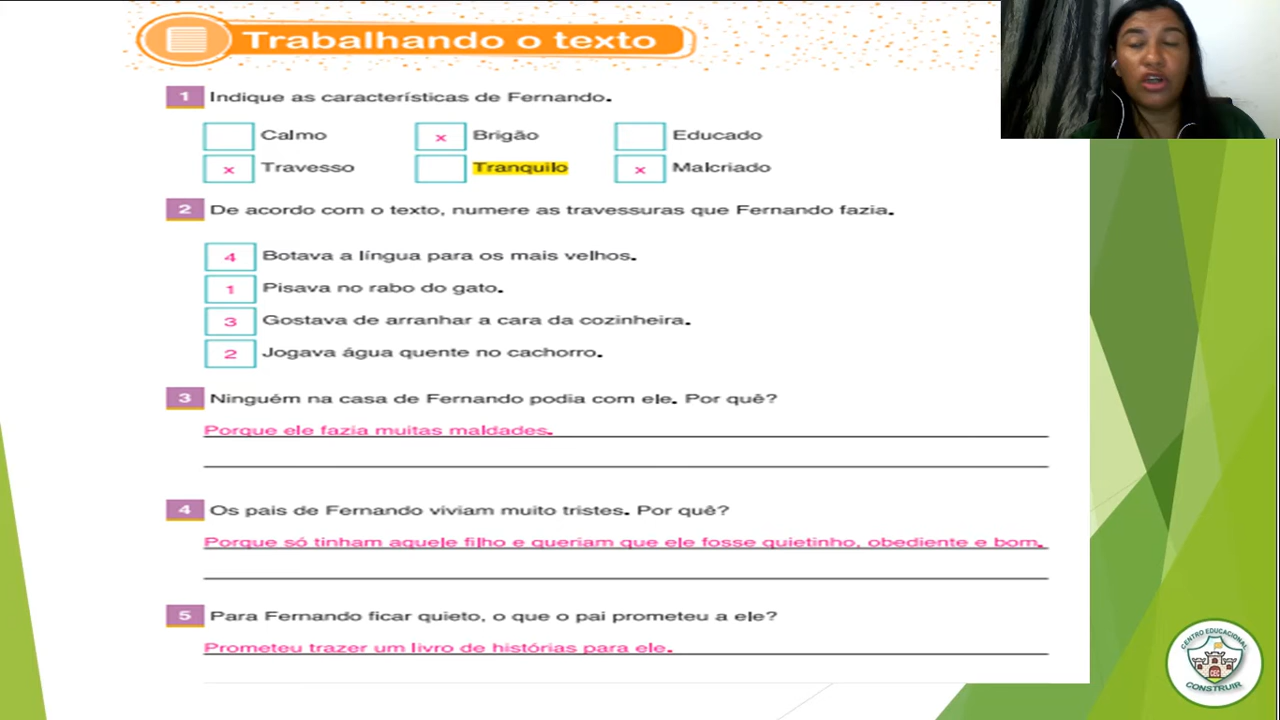 Trabalhando o texto
1 Indique as características de Fernando.
Calmo x Brigão Educado
x Travesso Tranquilo x Malcriado
2 De acordo com o texto, numere as travessuras que Fernando fazia.
4 Botava a língua para os mais velhos.
1 Pisava no rabo do gato.
3 Gostava de arranhar a cara da cozinheira.
2 Jogava água quente no cachorro.
3 Ninguém na casa de Fernando podia com ele. Por quê?
Porque ele fazia muitas maldades.
4 Os pais de Fernando viviam muito tristes. Por quê?
Porque só tinham aquele filho e queriam que ele fosse quietinho, obediente e bom.
5 Para Fernando ficar quieto, o que o pai prometeu a ele?
Prometeu trazer um livro de histórias para ele.
CENTRO EDUCACIONAL
CEC
CONSTRUIR